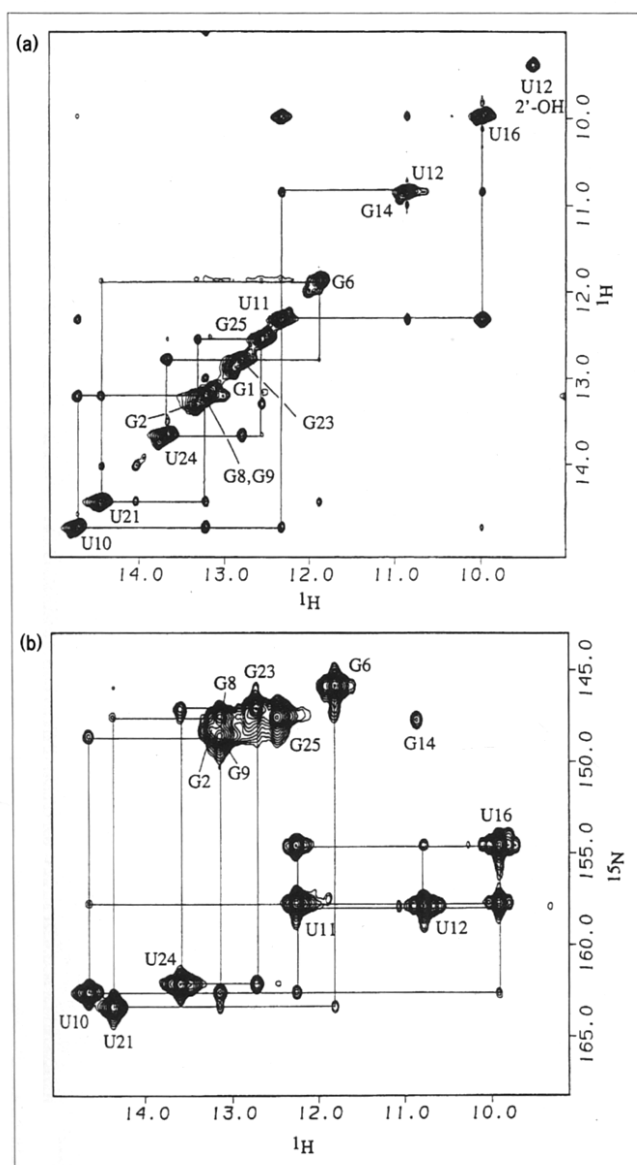 (a)
U12
2'-OH
U16
U12
G14
G6
U11
G25
G1
G2
G23
U24
G8,G9
U21
U10
10.0
11.0
12.0
13.0
14.0
¹H
14.0 13.0 12.0 11.0 10.0
¹H
(b)
G6
G23
G8
G14
G25
G2
G9
U16
U11
U12
U24
U10
U21
145.0
150.0
155.0
160.0
165.0
¹⁵N
14.0 13.0 12.0 11.0 10.0
¹H